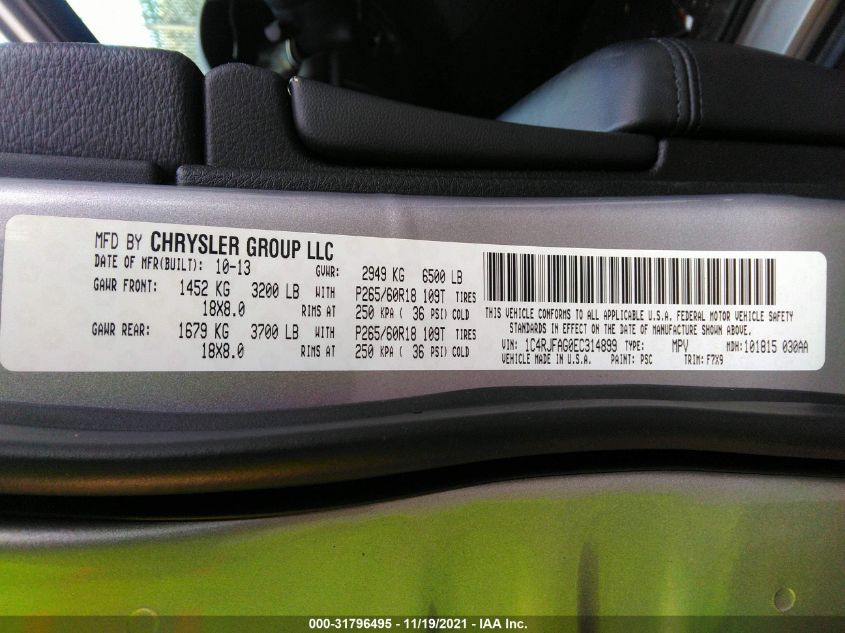 MFD BY CHRYSLER GROUP LLC
DATE OF MFR(BUILT): 10-13 GVWR: 2949 KG 6500 LB
GAWR FRONT: 1452 KG 3200 LB WITH P265/60R18 109T TIRES
18X8.0 RIMS AT 250 KPA ( 36 PSI) COLD
GAWR REAR: 1679 KG 3700 LB WITH P265/60R18 109T TIRES
18X8.0 RIMS AT 250 KPA ( 36 PSI) COLD
THIS VEHICLE CONFORMS TO ALL APPLICABLE U.S.A. FEDERAL MOTOR VEHICLE SAFETY
STANDARDS IN EFFECT ON THE DATE OF MANUFACTURE SHOWN ABOVE.
VIN: 1C4RJFAG0EC314899 TYPE: MPV MDH: 101815 030AA
VEHICLE MADE IN U.S.A. PAINT: PSC TRIM: F7X9
000-31796495 - 11/19/2021 - IAA Inc.